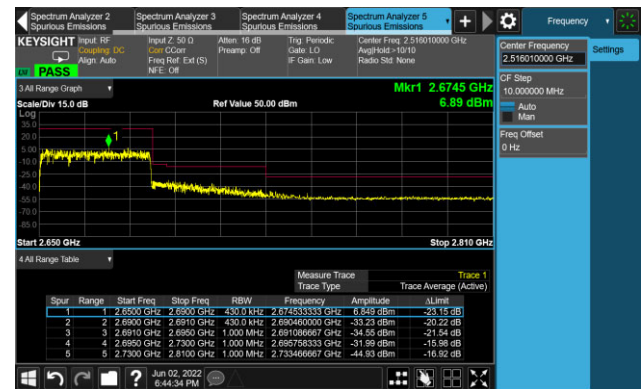 Spectrum Analyzer 2 Spectrum Analyzer 3 Spectrum Analyzer 4 Spectrum Analyzer 5 Frequency
Spurious Emissions Spurious Emissions Spurious Emissions Spurious Emissions
KEYSIGHT Input: RF Input Z: 50 Ω Atten: 16 dB Trig: Periodic Center Freq: 2.516010000 GHz
Coupling: DC Corr CCorr Preamp: Off Gate: LO Avg|Hold:>10/10
Align: Auto Freq Ref: Ext (S) IF Gain: Low Radio Std: None
PASS NFE: Off
Center Frequency
2.516010000 GHz
Settings
CF Step
10.000000 MHz
Auto
Man
Freq Offset
0 Hz
3 All Range Graph Mkr1 2.6745 GHz
Scale/Div 15.0 dB Ref Value 50.00 dBm 6.89 dBm
Log
35.0
20.0
5.00
-10.0
-25.0
-40.0
-55.0
-70.0
-85.0
1
Start 2.650 GHz Stop 2.810 GHz
4 All Range Table
Measure Trace Trace 1
Trace Type Trace Average (Active)
Spur Range Start Freq Stop Freq RBW Frequency Amplitude ΔLimit
1 1 2.6500 GHz 2.6900 GHz 430.0 kHz 2.674533333 GHz 6.849 dBm -23.15 dB
2 2 2.6900 GHz 2.6910 GHz 430.0 kHz 2.690460000 GHz -33.23 dBm -20.22 dB
3 3 2.6910 GHz 2.6950 GHz 1.000 MHz 2.691086667 GHz -34.55 dBm -21.54 dB
4 4 2.6950 GHz 2.7300 GHz 1.000 MHz 2.695758333 GHz -31.99 dBm -15.98 dB
5 5 2.7300 GHz 2.8100 GHz 1.000 MHz 2.733466667 GHz -44.93 dBm -16.92 dB
Jun 02, 2022
6:44:34 PM